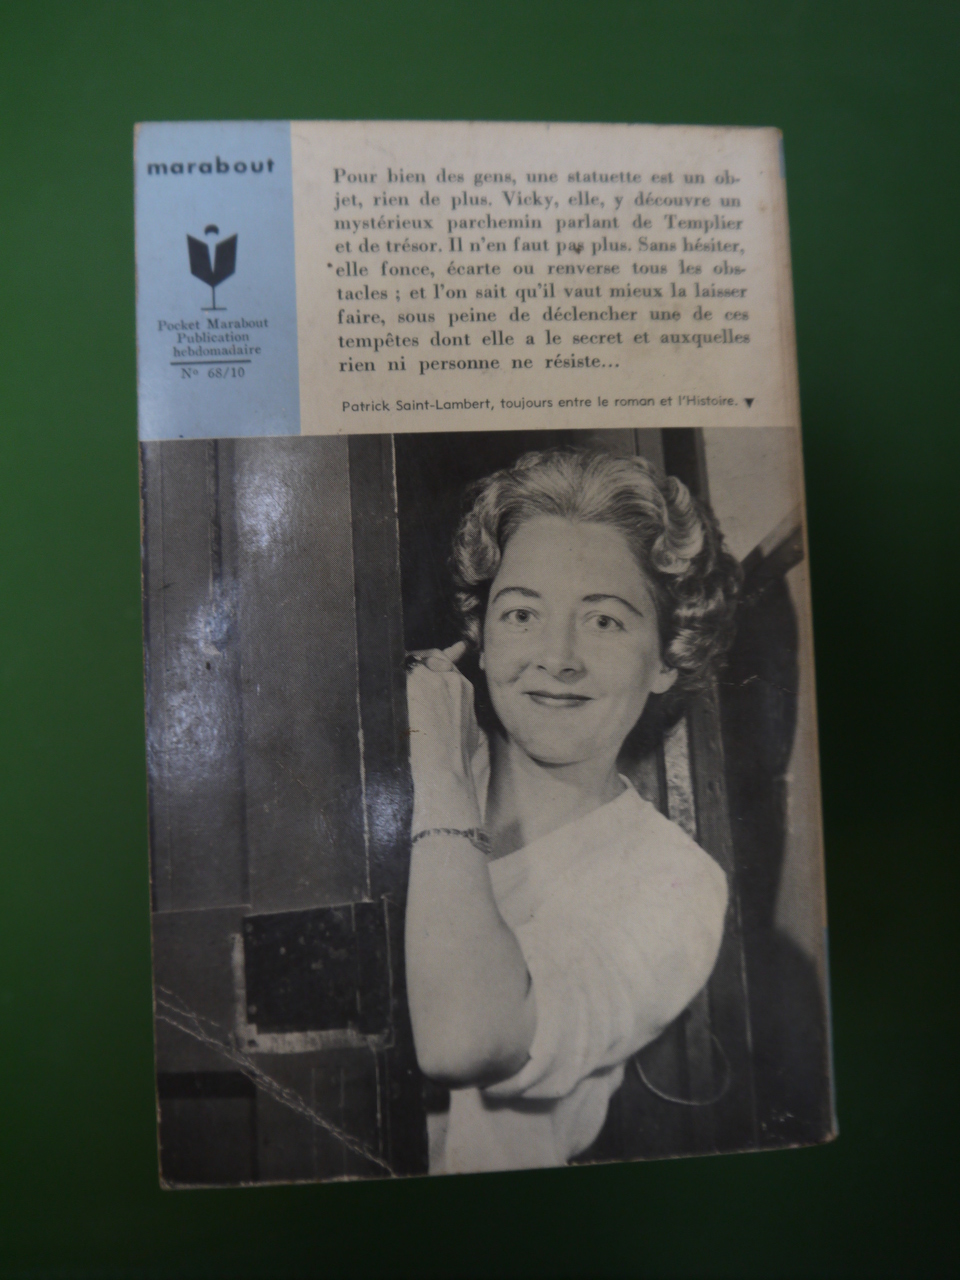 marabout
Pocket Marabout
Publication
hebdomadaire
Nº 68/10
Pour bien des gens, une statuette est un ob-
jet, rien de plus. Vicky, elle, y découvre un
mystérieux parchemin parlant de Templier
et de trésor. Il n'en faut pas plus. Sans hésiter,
elle fonce, écarte ou renverse tous les obs-
tacles ; et l'on sait qu'il vaut mieux la laisser
faire, sous peine de déclencher une de ces
tempêtes dont elle a le secret et auxquelles
rien ni personne ne résiste...
Patrick Saint-Lambert, toujours entre le roman et l'Histoire. ▼